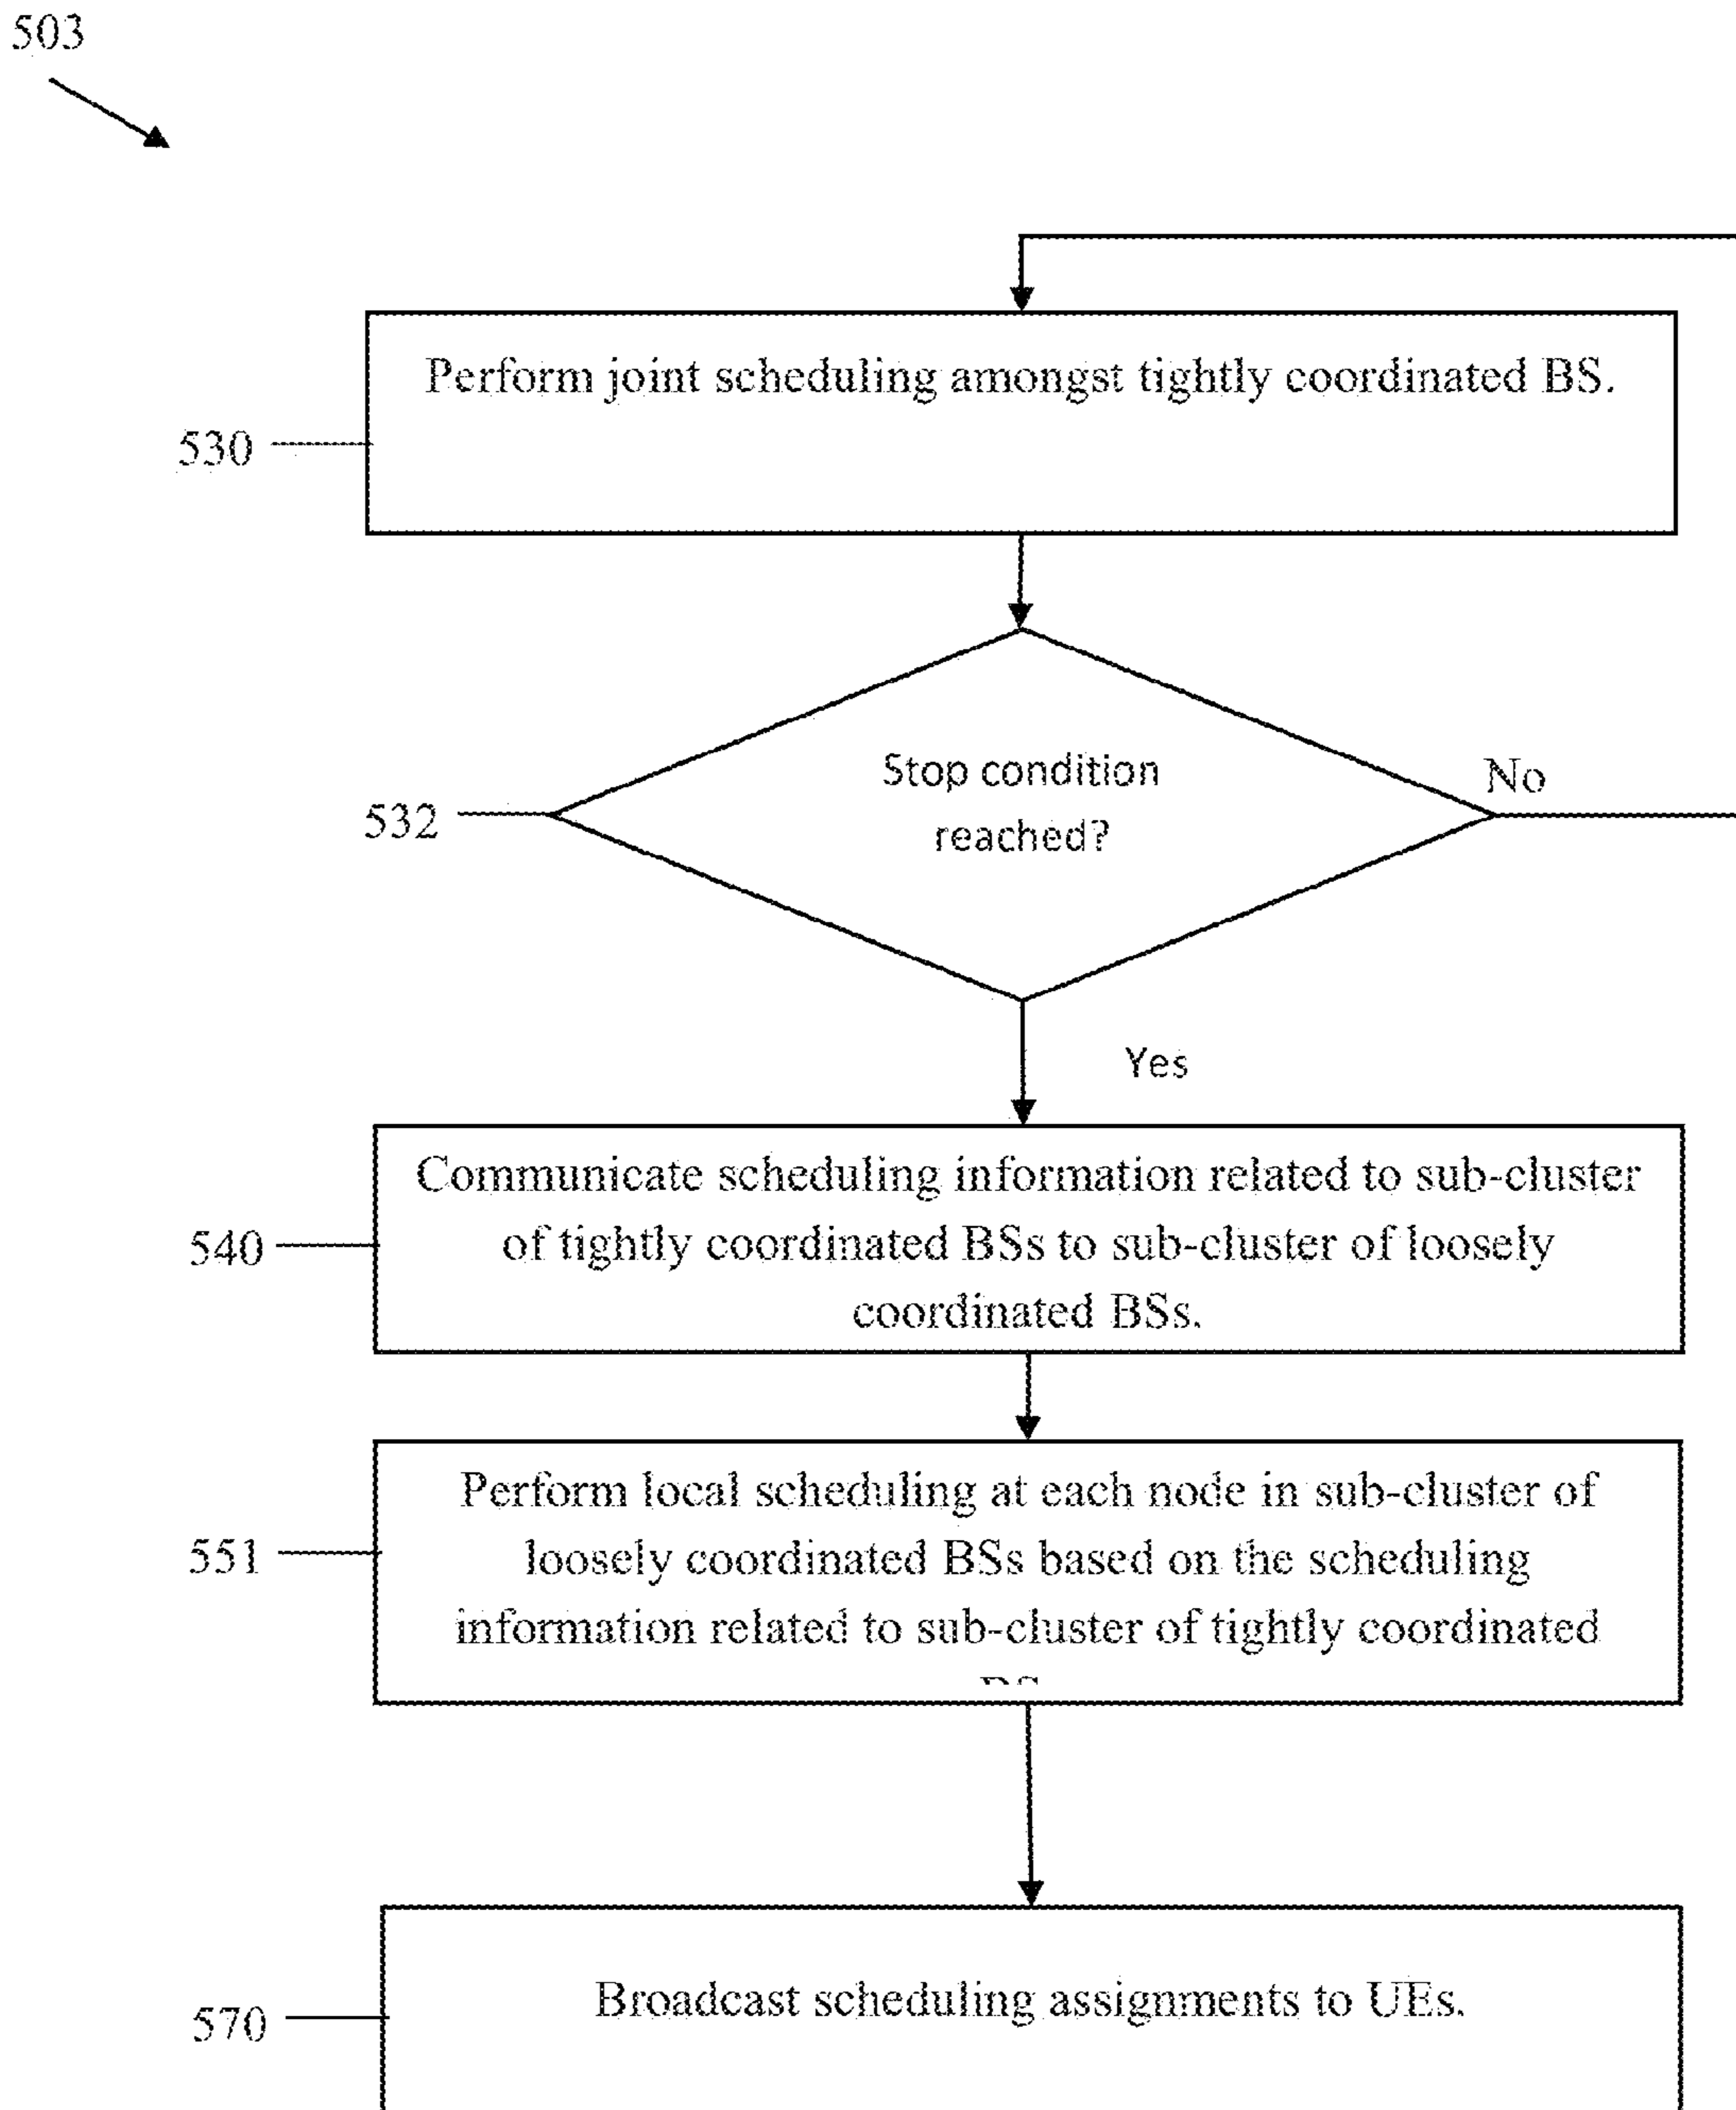 503
Perform joint scheduling amongst tightly coordinated BS.
530
Stop condition
reached?
No
532
Yes
Communicate scheduling information related to sub-cluster
of tightly coordinated BSs to sub-cluster of loosely
coordinated BSs.
540
Perform local scheduling at each node in sub-cluster of
loosely coordinated BSs based on the scheduling
information related to sub-cluster of tightly coordinated
551
Broadcast scheduling assignments to UEs.
570